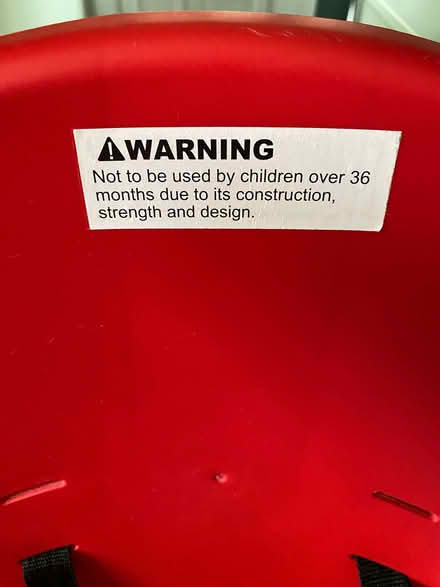 WARNING
Not to be used by children over 36
months due to its construction,
strength and design.